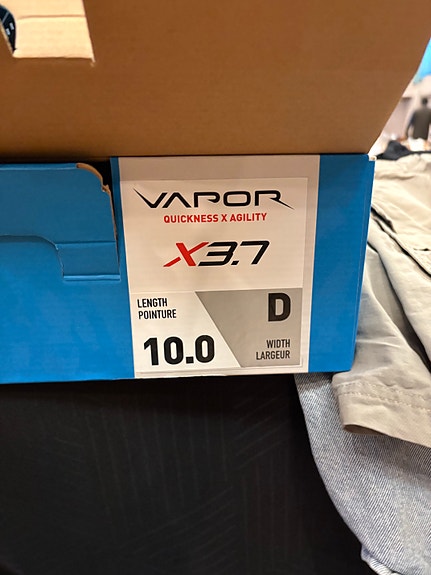 VAPOR
QUICKNESS X AGILITY
X3.7
LENGTH
POINTURE
10.0
D
WIDTH
LARGEUR